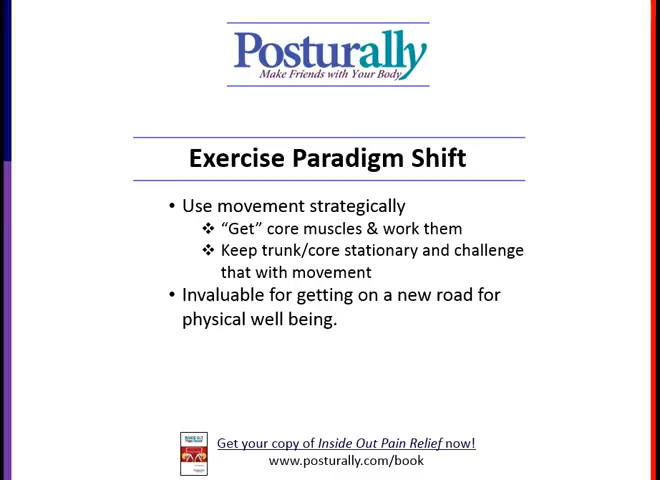 Posturally
Make Friends with Your Body
Exercise Paradigm Shift
• Use movement strategically
❖ “Get” core muscles & work them
❖ Keep trunk/core stationary and challenge
that with movement
• Invaluable for getting on a new road for
physical well being.
INSIDE OUT
Get your copy of Inside Out Pain Relief now!
www.posturally.com/book